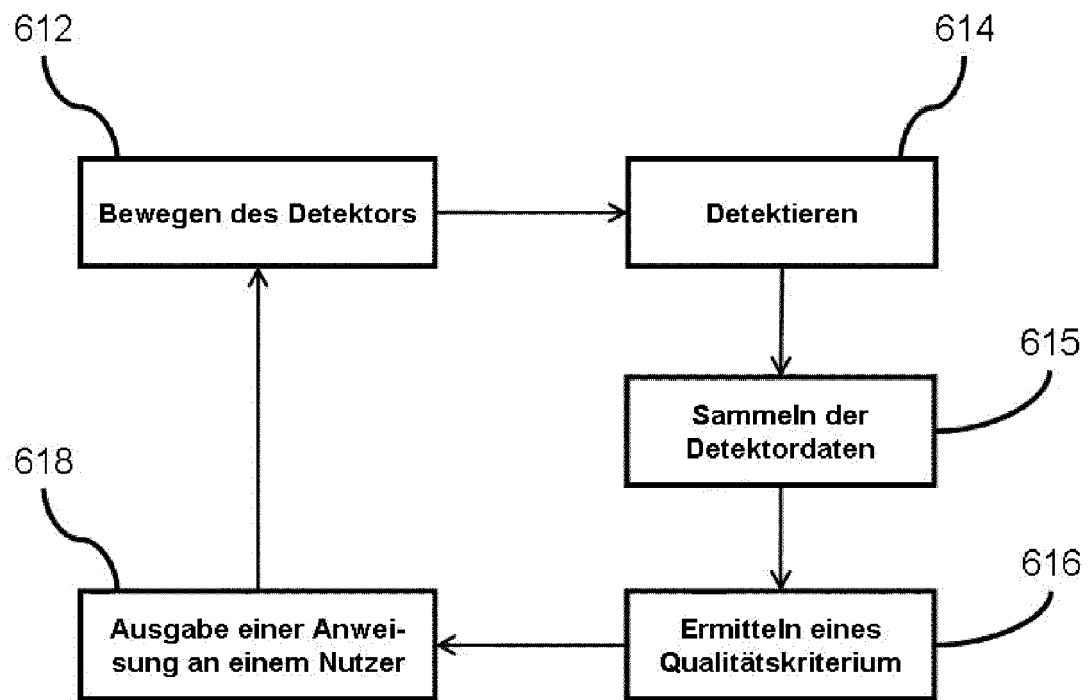 612
614
Bewegen des Detektors
Detektieren
615
Sammeln der
Detektordaten
618
616
Ausgabe einer Anwei-
sung an einem Nutzer
Ermitteln eines
Qualitätskriterium